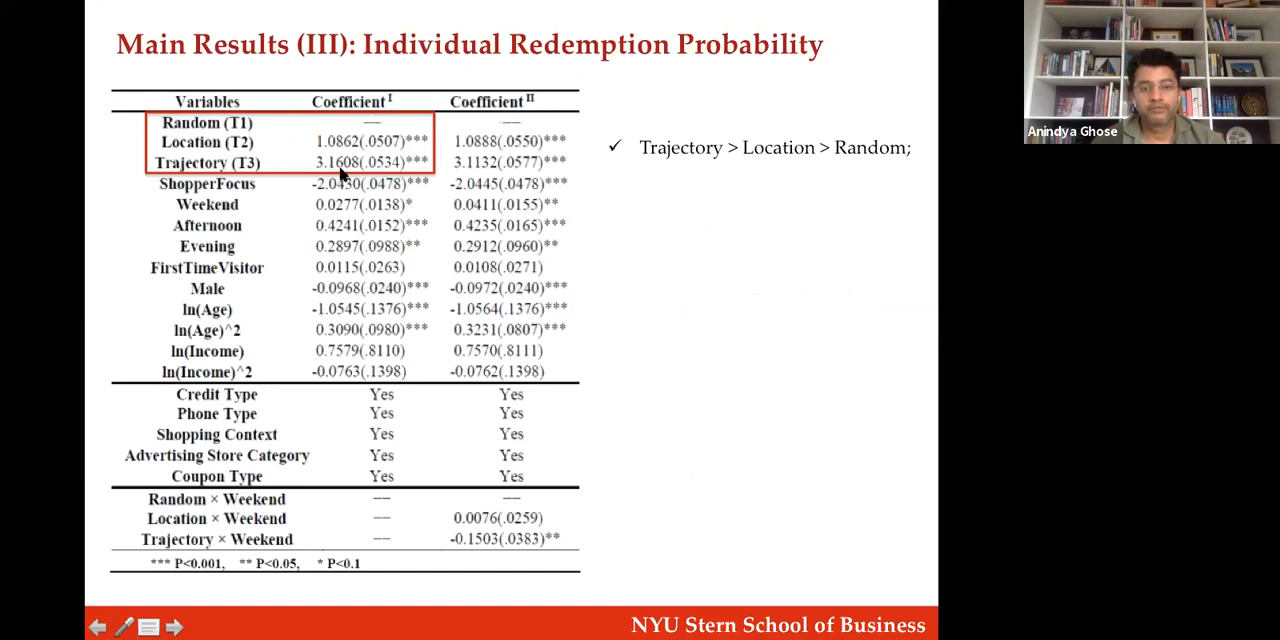 Main Results (III): Individual Redemption Probability
Variables Coefficient I Coefficient II
Random (T1) — —
Location (T2) 1.0862(.0507)*** 1.0888(.0550)***
Trajectory (T3) 3.1608(.0534)*** 3.1132(.0577)***
ShopperFocus -2.0430(.0478)*** -2.0445(.0478)***
Weekend 0.0277(.0138)* 0.0411(.0155)**
Afternoon 0.4241(.0152)*** 0.4235(.0165)***
Evening 0.2897(.0988)** 0.2912(.0960)**
FirstTimeVisitor 0.0115(.0263) 0.0108(.0271)
Male -0.0968(.0240)*** -0.0972(.0240)***
ln(Age) -1.0545(.1376)*** -1.0564(.1376)***
ln(Age)^2 0.3090(.0980)*** 0.3231(.0807)***
ln(Income) 0.7579(.8110) 0.7570(.8111)
ln(Income)^2 -0.0763(.1398) -0.0762(.1398)
Credit Type Yes Yes
Phone Type Yes Yes
Shopping Context Yes Yes
Advertising Store Category Yes Yes
Coupon Type Yes Yes
Random × Weekend — —
Location × Weekend — 0.0076(.0259)
Trajectory × Weekend — -0.1503(.0383)**
*** P<0.001, ** P<0.05, * P<0.1
✓ Trajectory > Location > Random;
NYU Stern School of Business
Anindya Ghose